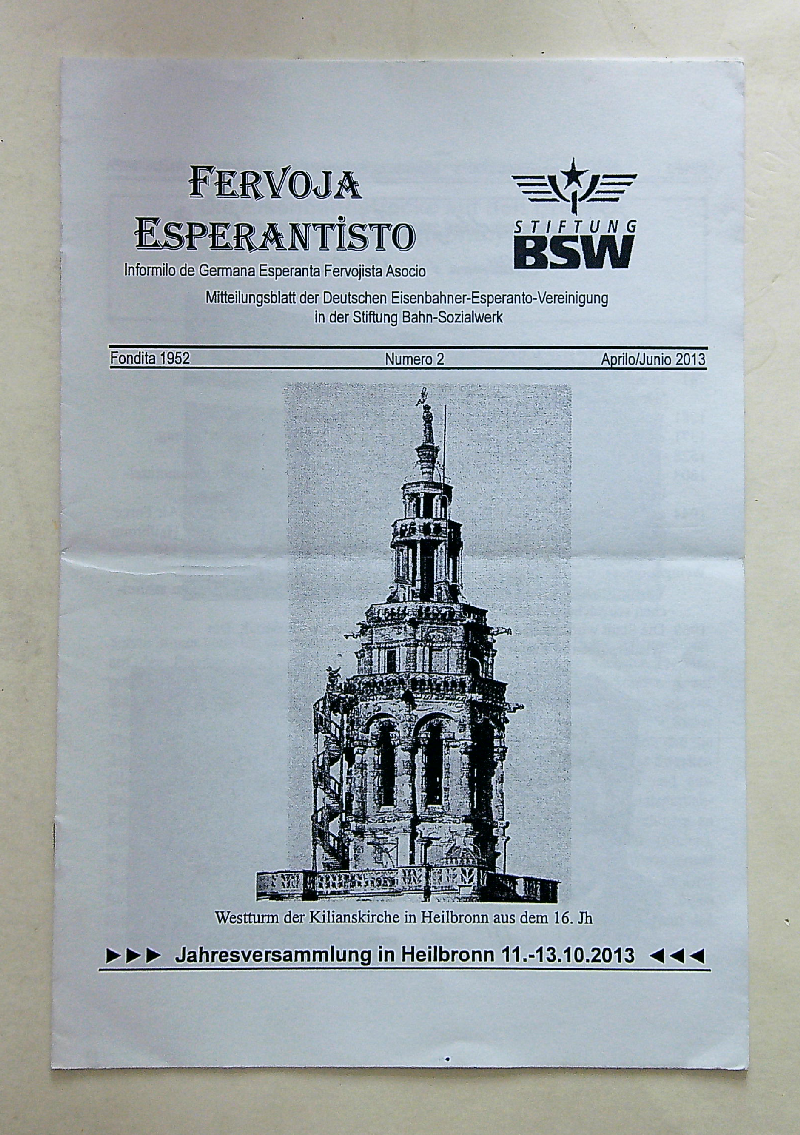 FERVOJA
ESPERANTISTO
Informilo de Germana Esperanta Fervojista Asocio
STIFTUNG
BSW
Mitteilungsblatt der Deutschen Eisenbahner-Esperanto-Vereinigung
in der Stiftung Bahn-Sozialwerk
Fondita 1952 Numero 2 Aprilo/Junio 2013
Westturm der Kilianskirche in Heilbronn aus dem 16. Jh
►►► Jahresversammlung in Heilbronn 11.-13.10.2013 ◄◄◄